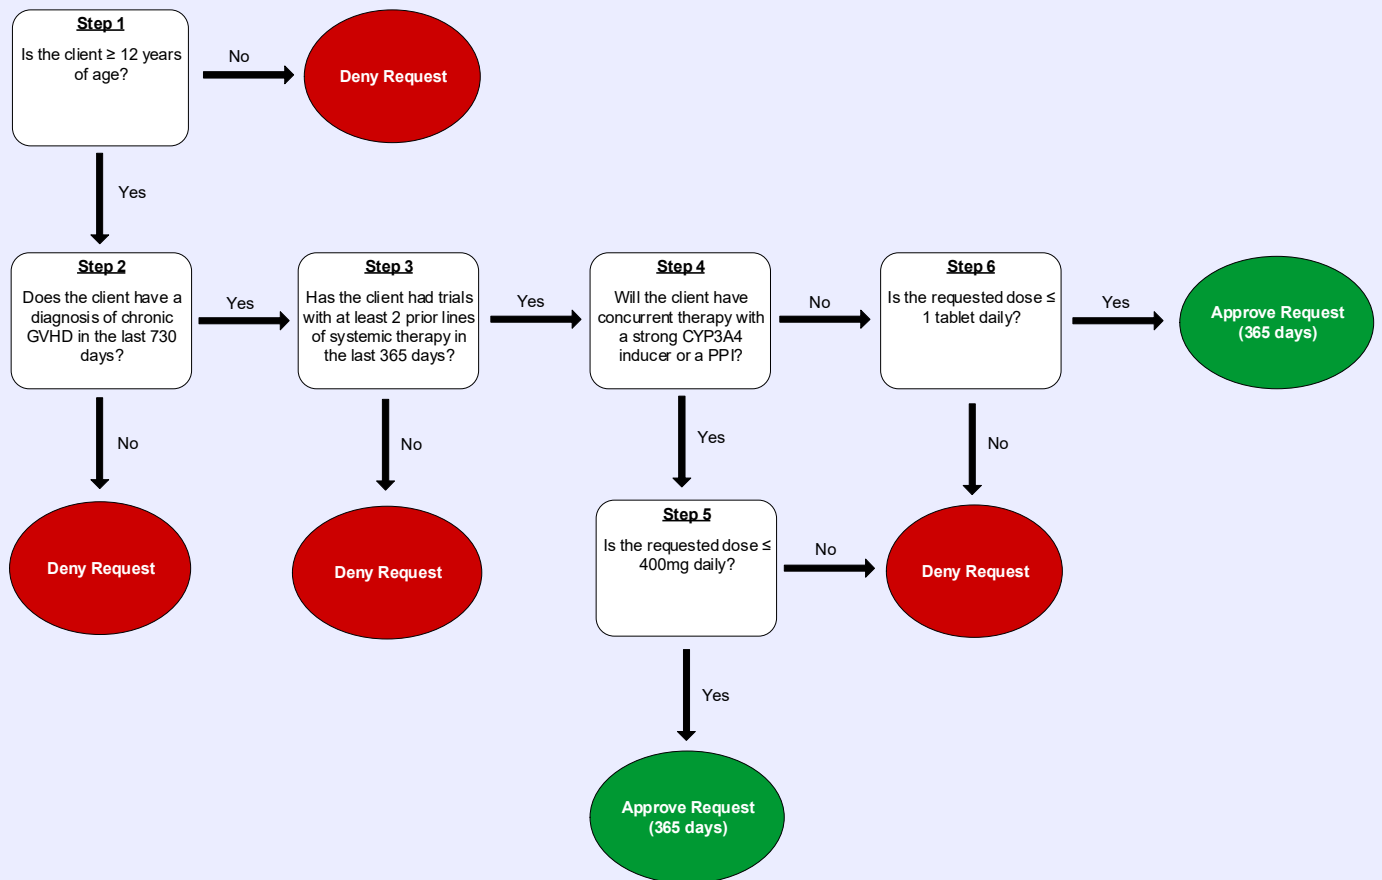 Step 1
Is the client ≥ 12 years
of age?
No
Deny Request
Yes
Step 2
Does the client have a
diagnosis of chronic
GVHD in the last 730
days?
Yes
Step 3
Has the client had trials
with at least 2 prior lines
of systemic therapy in
the last 365 days?
Yes
Step 4
Will the client have
concurrent therapy with
a strong CYP3A4
inducer or a PPI?
No
Step 6
Is the requested dose ≤
1 tablet daily?
Yes
Approve Request
(365 days)
No
No
Yes
No
Deny Request
Deny Request
Step 5
Is the requested dose ≤
400mg daily?
No
Deny Request
Yes
Approve Request
(365 days)